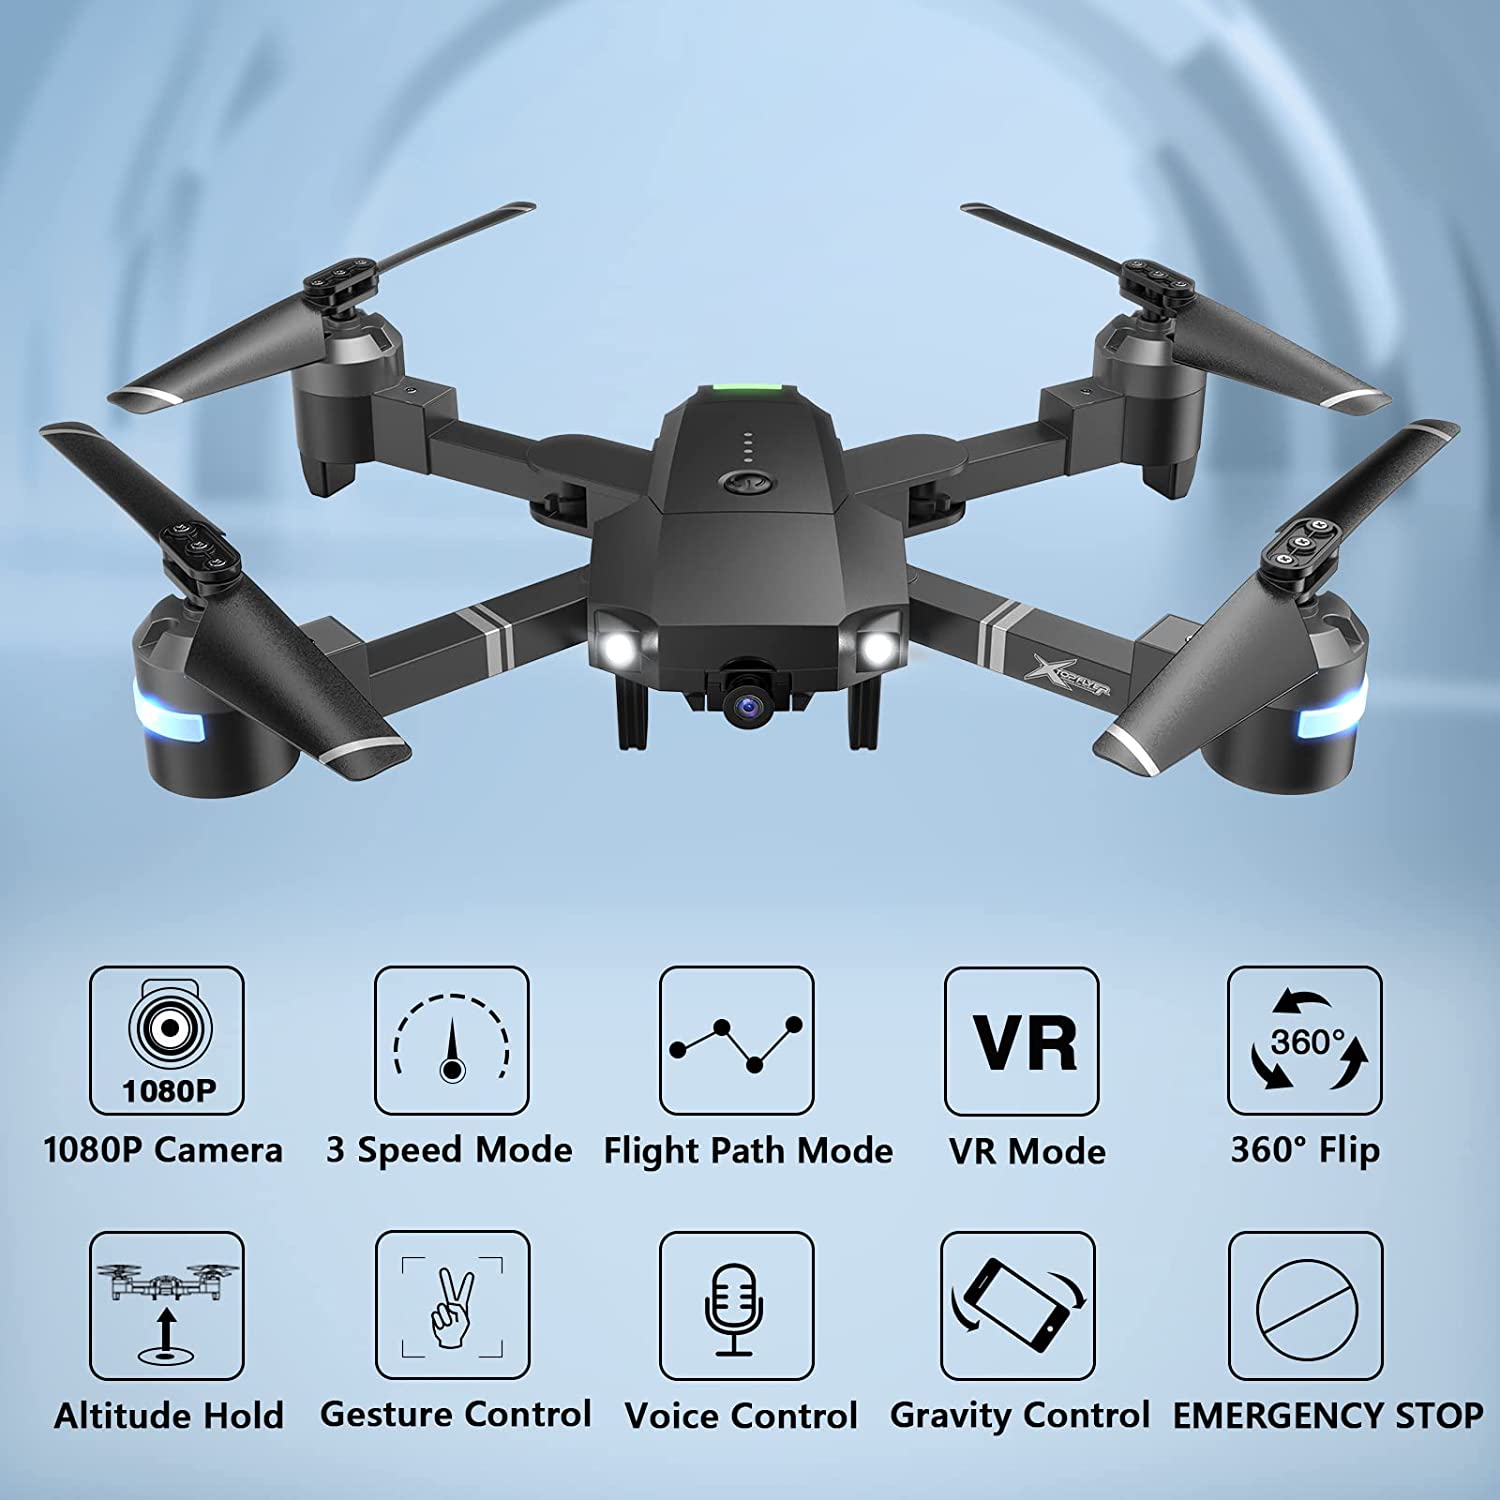 X TOPFLYER
1080P
VR
360°
1080P Camera
3 Speed Mode
Flight Path Mode
VR Mode
360° Flip
Altitude Hold
Gesture Control
Voice Control
Gravity Control
EMERGENCY STOP